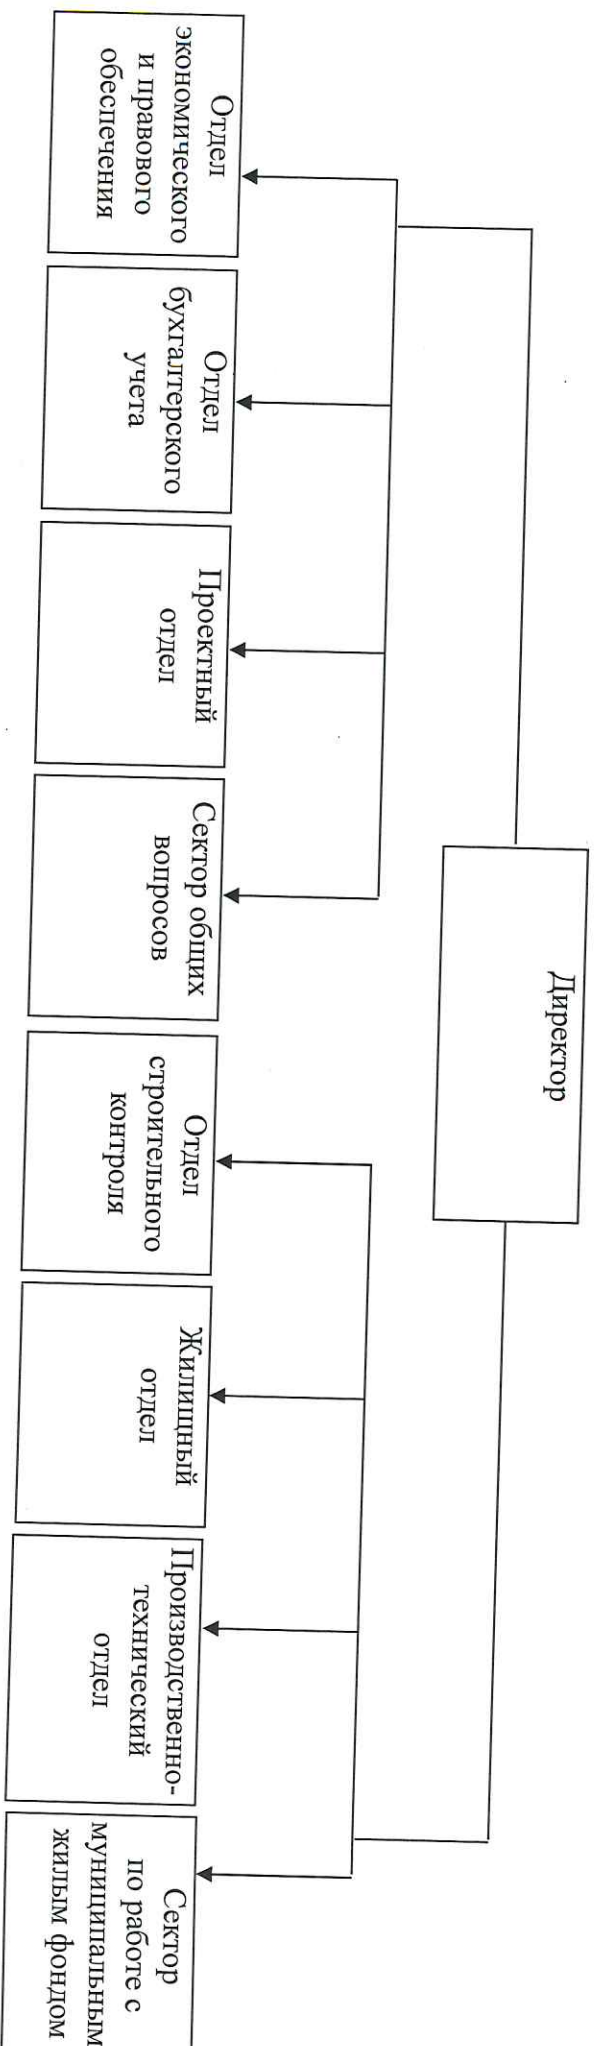 Директор
Отдел
экономического
и правового
обеспечения
Отдел
бухгалтерского
учета
Проектный
отдел
Сектор общих
вопросов
Отдел
строительного
контроля
Жилищный
отдел
Производственно-
технический
отдел
Сектор
по работе с
муниципальным
жилым фондом